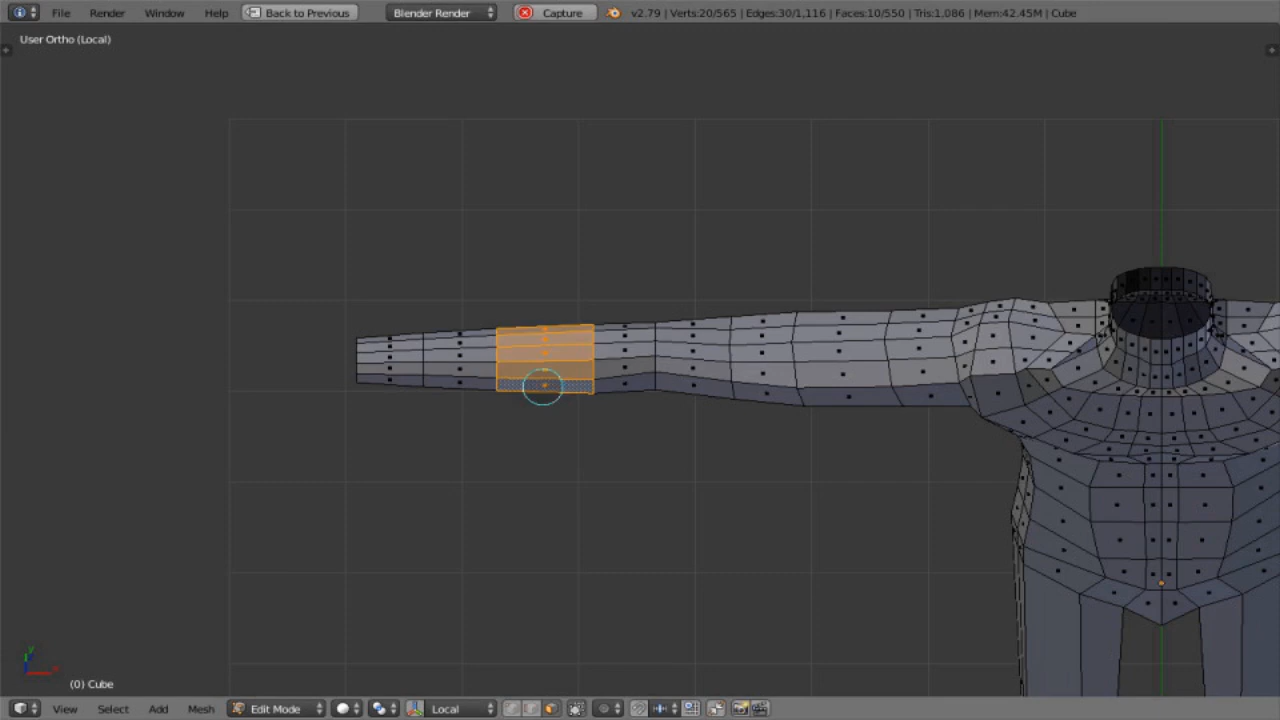 File Render Window Help Back to Previous Blender Render Capture v2.79 | Verts:20/565 | Edges:30/1,116 | Faces:10/550 | Tris:1,086 | Mem:42.45M | Cube
User Ortho (Local)
y
x
(0) Cube
View Select Add Mesh Edit Mode Local